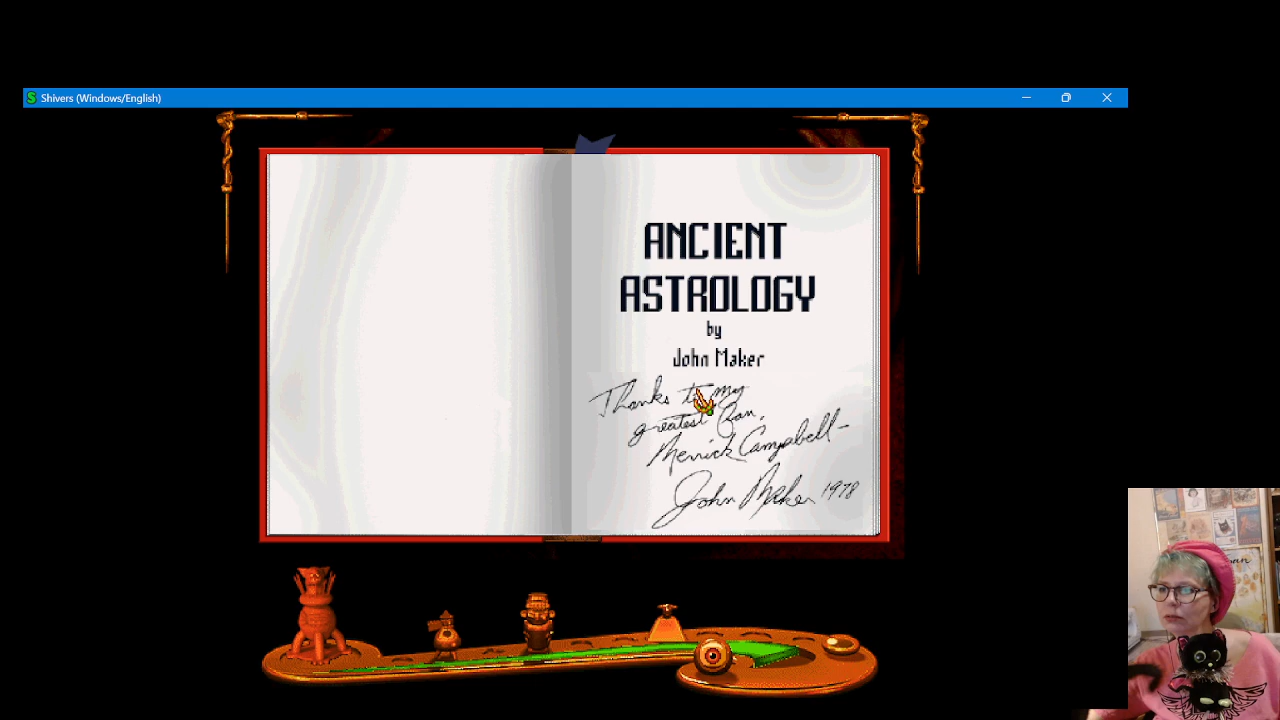 Shivers (Windows/English)
ANCIENT
ASTROLOGY
by
John Maker
Thanks to my
greatest fan,
Merrick Campbell-
John Maker 1978